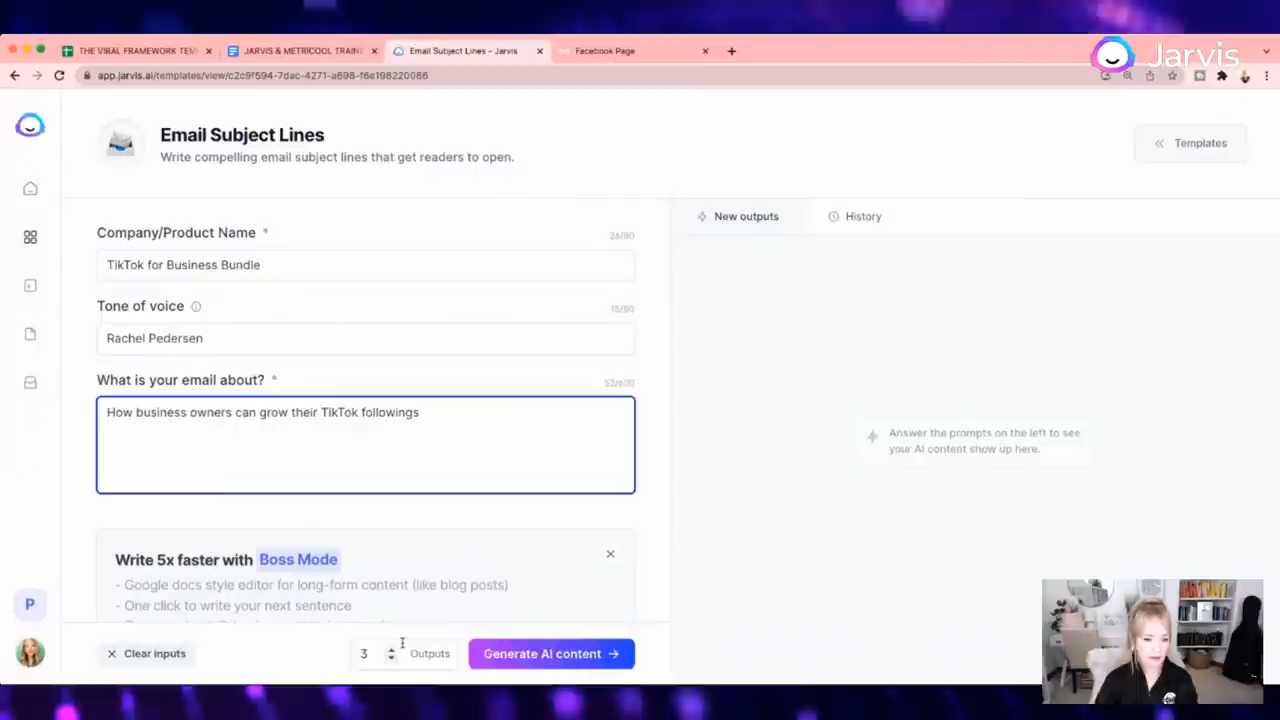 THE VIRAL FRAMEWORK TEM
JARVIS & METRICOOL TRAIN
Email Subject Lines - Jarvis
Facebook Page
Jarvis
app.jarvis.ai/templates/view/c2c9f594-7dac-4271-a698-f6e198220086
Email Subject Lines
Write compelling email subject lines that get readers to open.
Templates
New outputs
History
Company/Product Name *
26/80
TikTok for Business Bundle
Tone of voice
15/80
Rachel Pedersen
What is your email about? *
52/600
How business owners can grow their TikTok followings
Answer the prompts on the left to see
your AI content show up here.
Write 5x faster with Boss Mode
- Google docs style editor for long-form content (like blog posts)
- One click to write your next sentence
P
Clear inputs
3
Outputs
Generate AI content